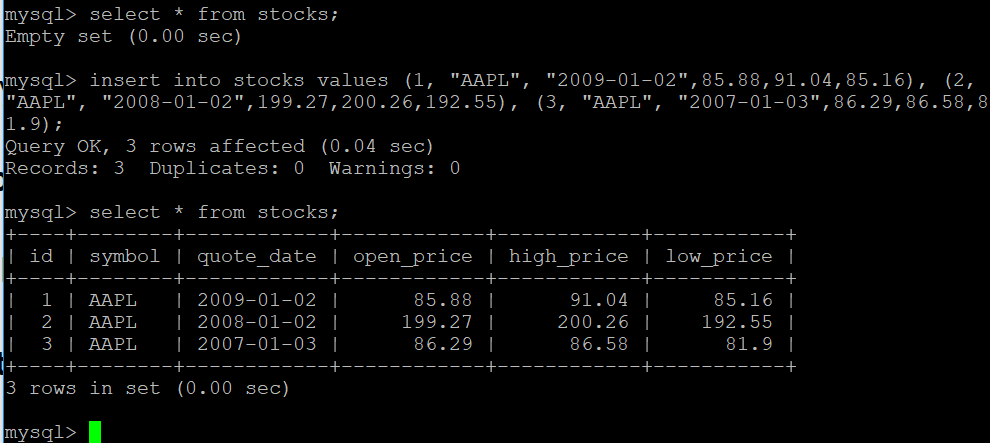 mysql> select * from stocks;
Empty set (0.00 sec)
mysql> insert into stocks values (1, "AAPL", "2009-01-02",85.88,91.04,85.16), (2,
"AAPL", "2008-01-02",199.27,200.26,192.55), (3, "AAPL", "2007-01-03",86.29,86.58,8
1.9);
Query OK, 3 rows affected (0.04 sec)
Records: 3  Duplicates: 0  Warnings: 0
mysql> select * from stocks;
+----+--------+------------+------------+------------+-----------+
| id | symbol | quote_date | open_price | high_price | low_price |
+----+--------+------------+------------+------------+-----------+
|  1 | AAPL   | 2009-01-02 |      85.88 |      91.04 |     85.16 |
|  2 | AAPL   | 2008-01-02 |     199.27 |     200.26 |    192.55 |
|  3 | AAPL   | 2007-01-03 |      86.29 |      86.58 |      81.9 |
+----+--------+------------+------------+------------+-----------+
3 rows in set (0.00 sec)
mysql>